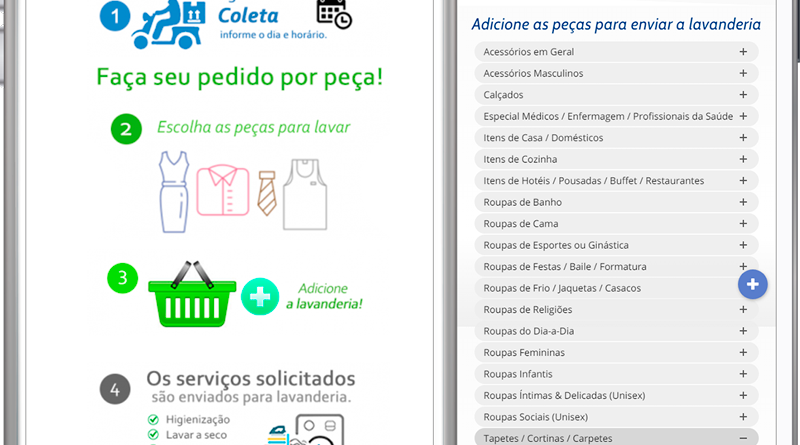 1
Coleta
informe o dia e horário.
Faça seu pedido por peça!
2
Escolha as peças para lavar
3
Adicione
a lavanderia!
4
Os serviços solicitados
são enviados para lavanderia.
Higienização
Lavar a seco
Adicione as peças para enviar a lavanderia
Acessórios em Geral
Acessórios Masculinos
Calçados
Especial Médicos / Enfermagem / Profissionais da Saúde
Itens de Casa / Domésticos
Itens de Cozinha
Itens de Hotéis / Pousadas / Buffet / Restaurantes
Roupas de Banho
Roupas de Cama
Roupas de Esportes ou Ginástica
Roupas de Festas / Baile / Formatura
Roupas de Frio / Jaquetas / Casacos
Roupas de Religiões
Roupas do Dia-a-Dia
Roupas Femininas
Roupas Infantis
Roupas Íntimas & Delicadas (Unisex)
Roupas Sociais (Unisex)
Tapetes / Cortinas / Carpetes